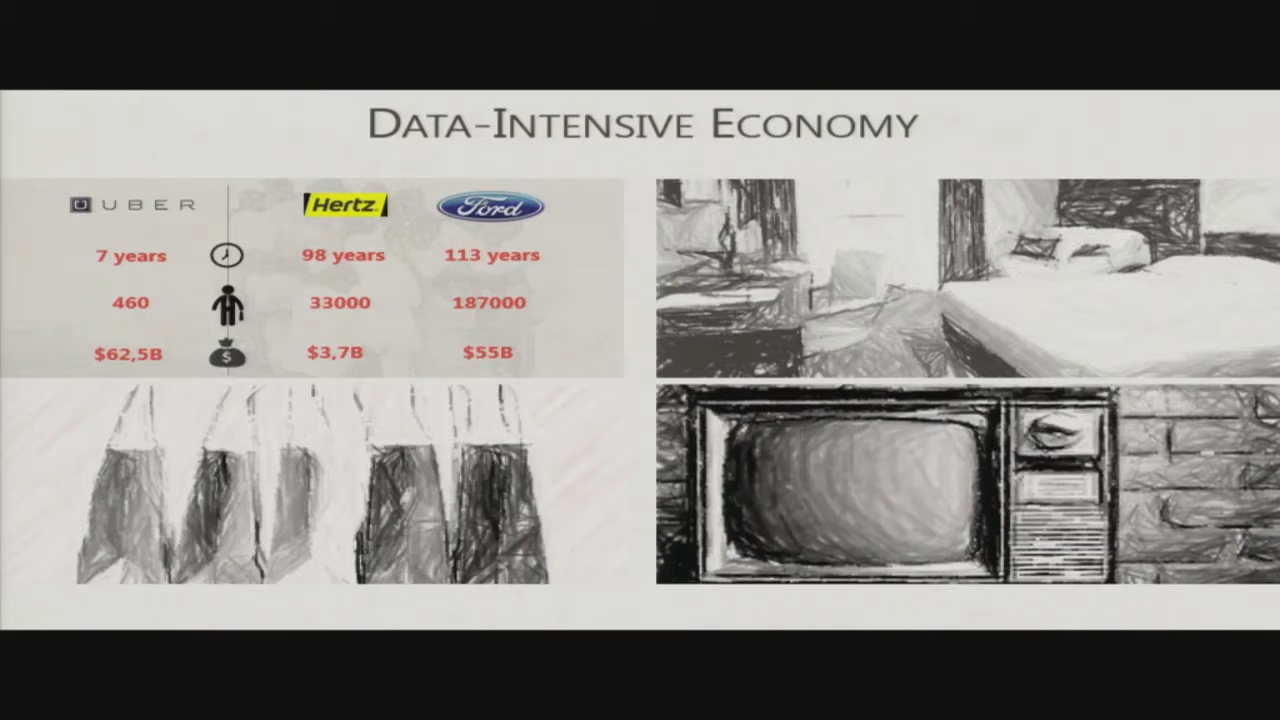 DATA-INTENSIVE ECONOMY
UBER Hertz Ford
7 years 98 years 113 years
460 33000 187000
$62,5B $ $3,7B $55B